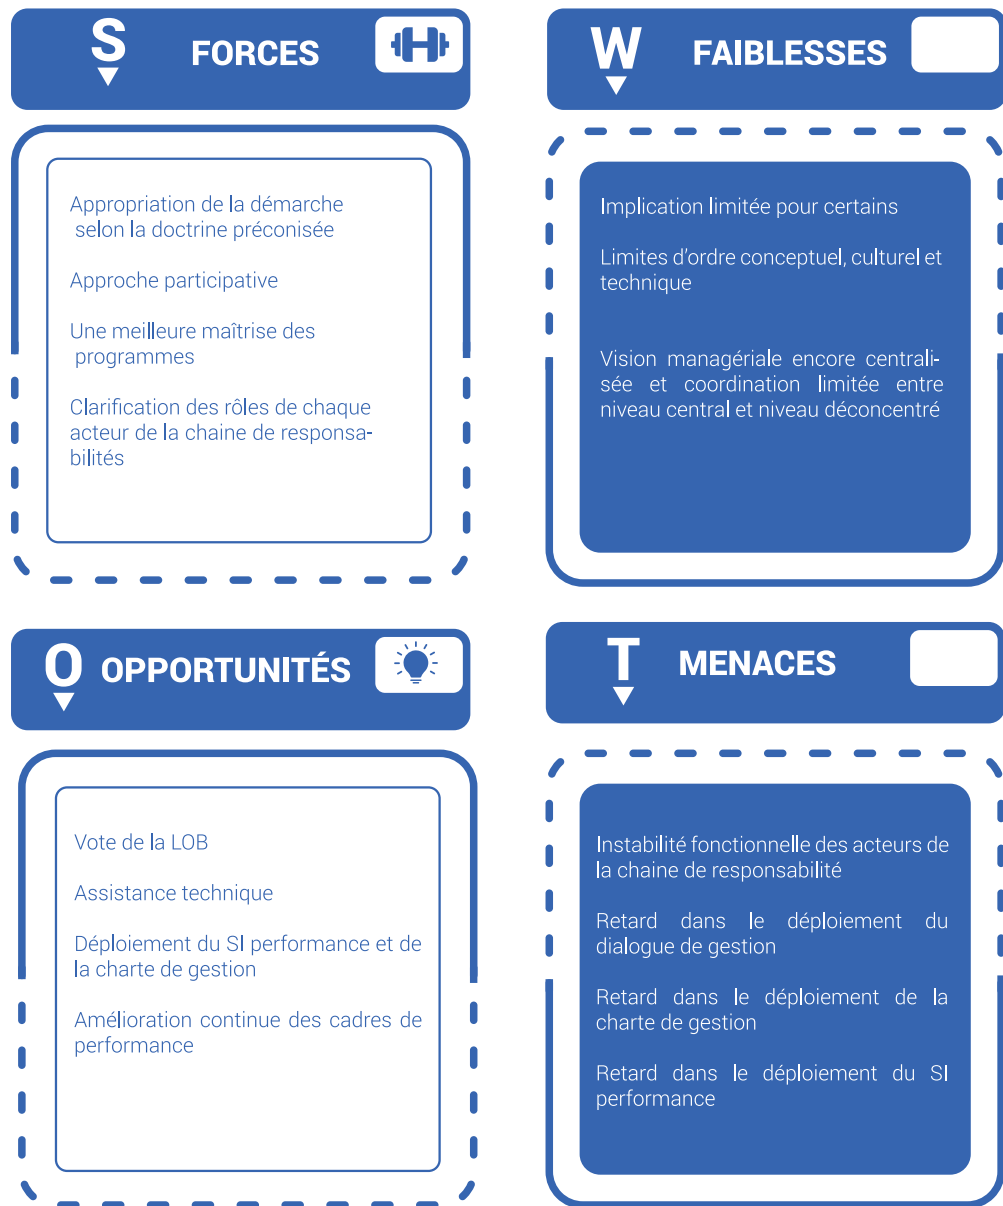 S
FORCES
Appropriation de la démarche
selon la doctrine préconisée
Approche participative
Une meilleure maîtrise des
programmes
Clarification des rôles de chaque
acteur de la chaine de responsa-
bilités
W
FAIBLESSES
Implication limitée pour certains
Limites d’ordre conceptuel, culturel et
technique
Vision managériale encore centrali-
sée et coordination limitée entre
niveau central et niveau déconcentré
O
OPPORTUNITÉS
Vote de la LOB
Assistance technique
Déploiement du SI performance et de
la charte de gestion
Amélioration continue des cadres de
performance
T
MENACES
Instabilité fonctionnelle des acteurs de
la chaine de responsabilité
Retard dans le déploiement du
dialogue de gestion
Retard dans le déploiement de la
charte de gestion
Retard dans le déploiement du SI
performance